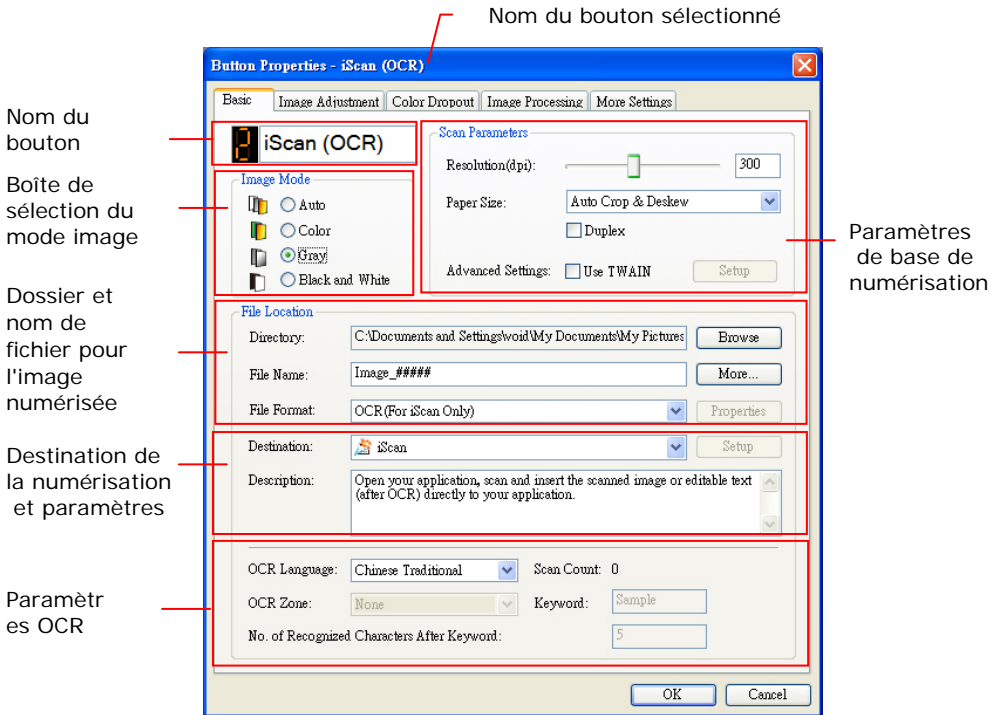 Nom du bouton sélectionné
Button Properties - iScan (OCR)
Basic
Image Adjustment
Color Dropout
Image Processing
More Settings
Nom du
bouton
2
iScan (OCR)
Boîte de
sélection du
mode image
Image Mode
Auto
Color
Gray
Black and White
Scan Parameters
Resolution(dpi): 300
Paper Size: Auto Crop & Deskew
Duplex
Advanced Settings: Use TWAIN Setup
Paramètres
de base de
numérisation
Dossier et
nom de
fichier pour
l'image
numérisée
File Location
Directory: C:\Documents and Settings\void\My Documents\My Pictures Browse
File Name: Image_##### More...
File Format: OCR(For iScan Only) Properties
Destination de
la numérisation
et paramètres
Destination: iScan Setup
Description: Open your application, scan and insert the scanned image or editable text
(after OCR) directly to your application.
Paramètr
es OCR
OCR Language: Chinese Traditional Scan Count: 0
OCR Zone: None Keyword: Sample
No. of Recognized Characters After Keyword: 5
OK Cancel